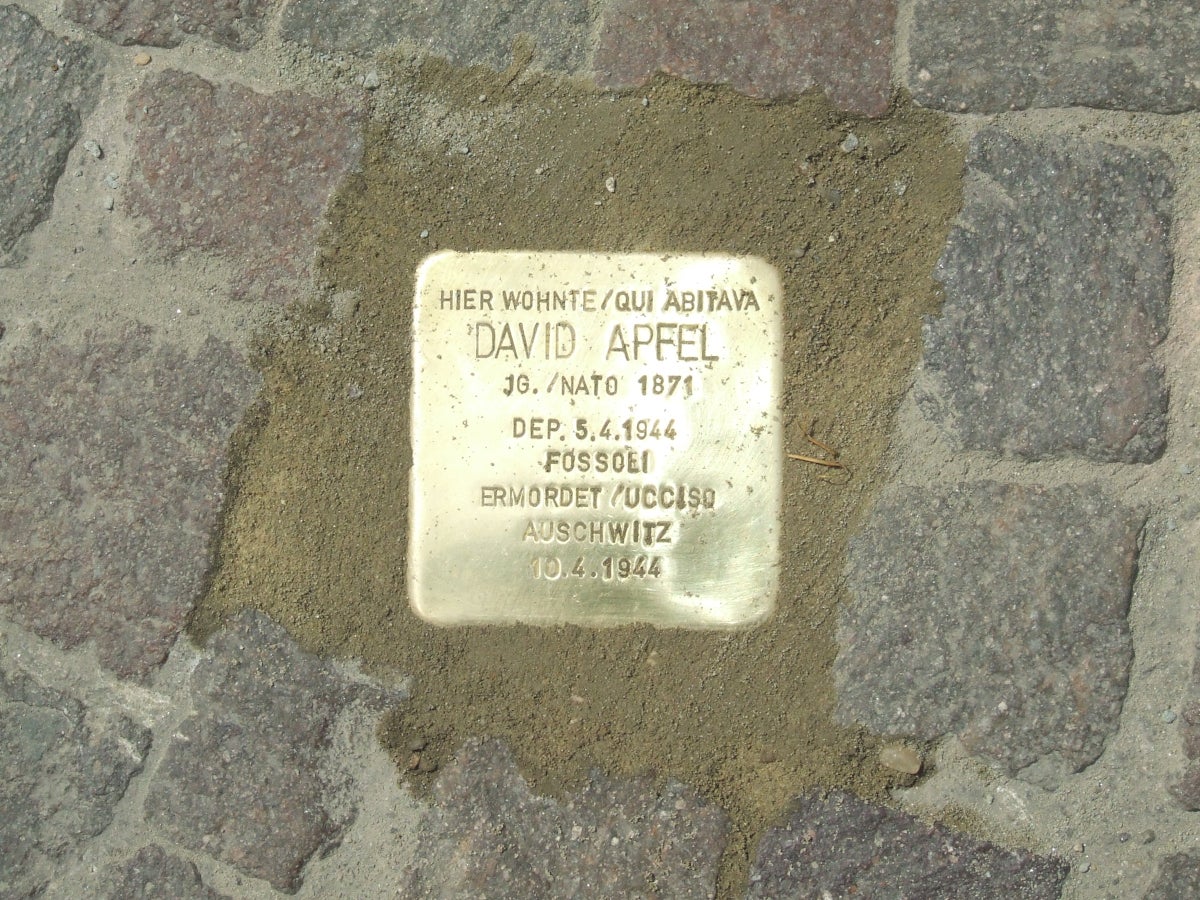 HIER WOHNTE/QUI ABITAVA
DAVID APFEL
JG./NATO 1871
DEP. 5.4.1944
FOSSOLI
ERMORDET/UCCISO
AUSCHWITZ
10.4.1944